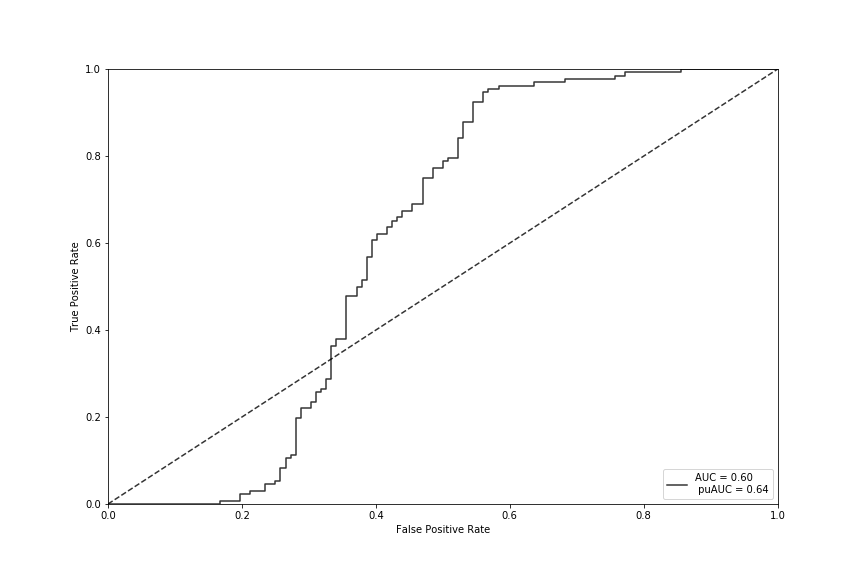 1.0
0.8
0.6
0.4
0.2
0.0
True Positive Rate
0.0 0.2 0.4 0.6 0.8 1.0
False Positive Rate
AUC = 0.60
puAUC = 0.64